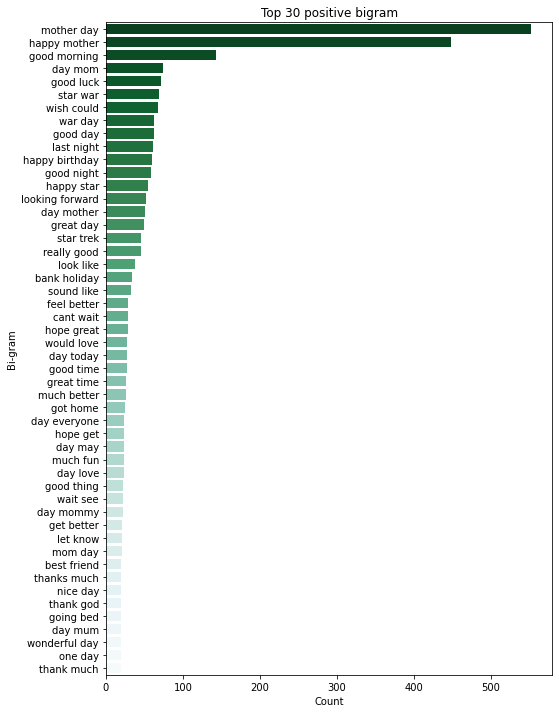 Top 30 positive bigram
Bi-gram
mother day
happy mother
good morning
day mom
good luck
star war
wish could
war day
good day
last night
happy birthday
good night
happy star
looking forward
day mother
great day
star trek
really good
look like
bank holiday
sound like
feel better
cant wait
hope great
would love
day today
good time
great time
much better
got home
day everyone
hope get
day may
much fun
day love
good thing
wait see
day mommy
get better
let know
mom day
best friend
thanks much
nice day
thank god
going bed
day mum
wonderful day
one day
thank much
0 100 200 300 400 500
Count